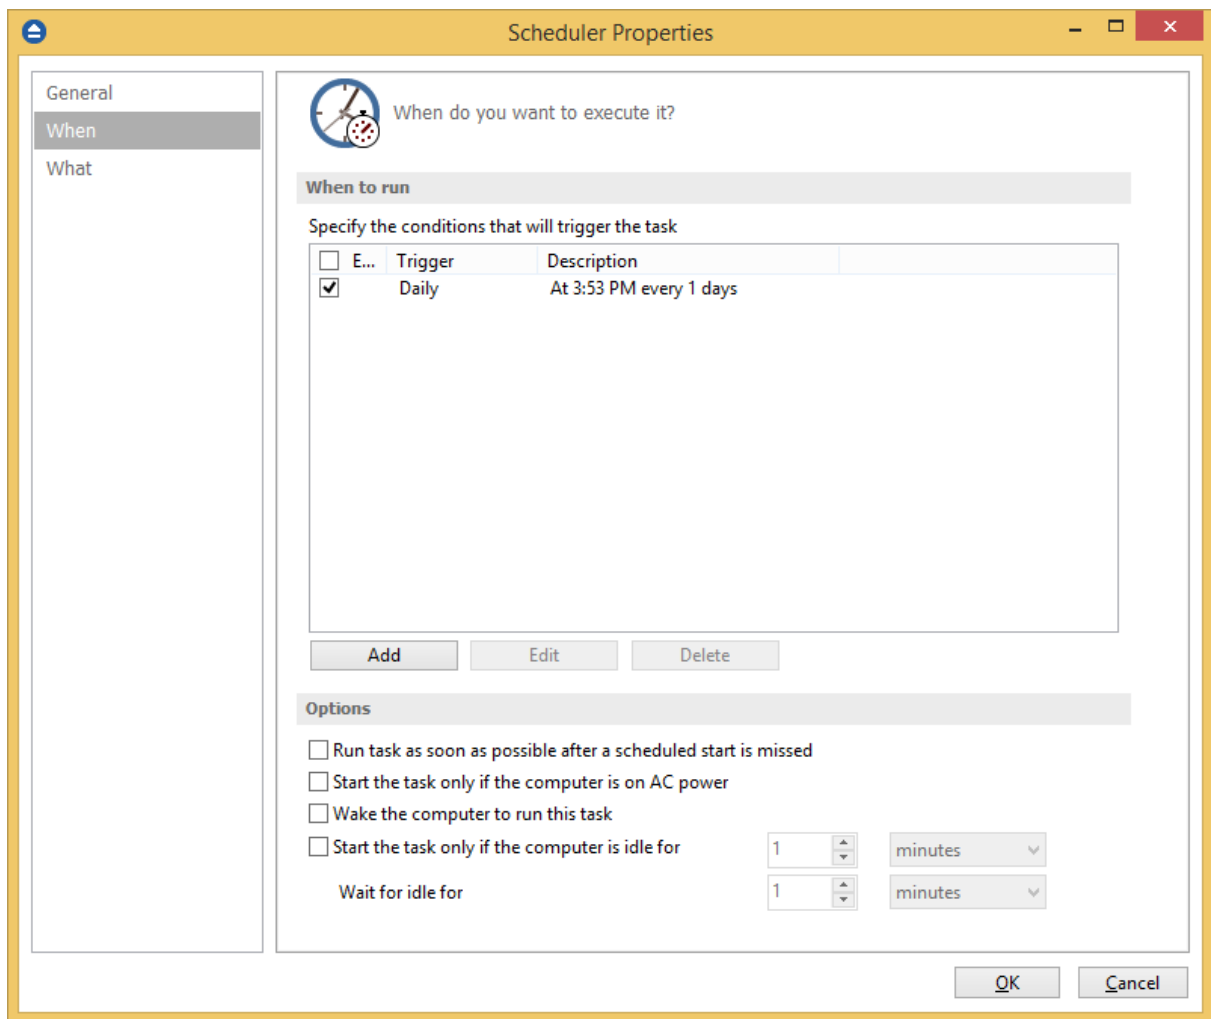 Scheduler Properties
General
When
What
When do you want to execute it?
When to run
Specify the conditions that will trigger the task
E... Trigger Description
Daily At 3:53 PM every 1 days
Add Edit Delete
Options
Run task as soon as possible after a scheduled start is missed
Start the task only if the computer is on AC power
Wake the computer to run this task
Start the task only if the computer is idle for 1 minutes
Wait for idle for 1 minutes
OK Cancel